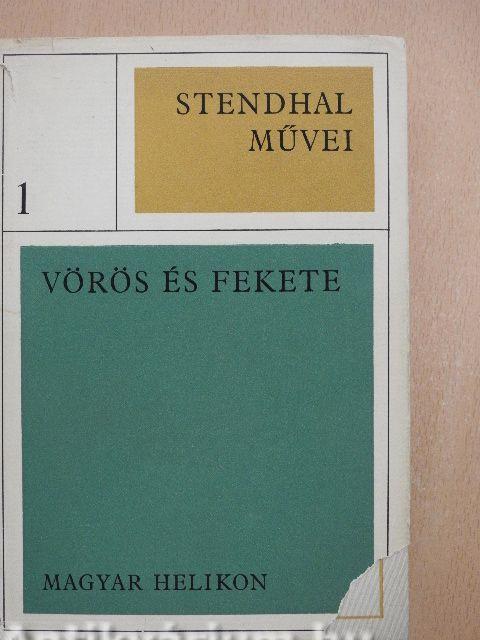 STENDHAL
MŰVEI
1
VÖRÖS ÉS FEKETE
MAGYAR HELIKON